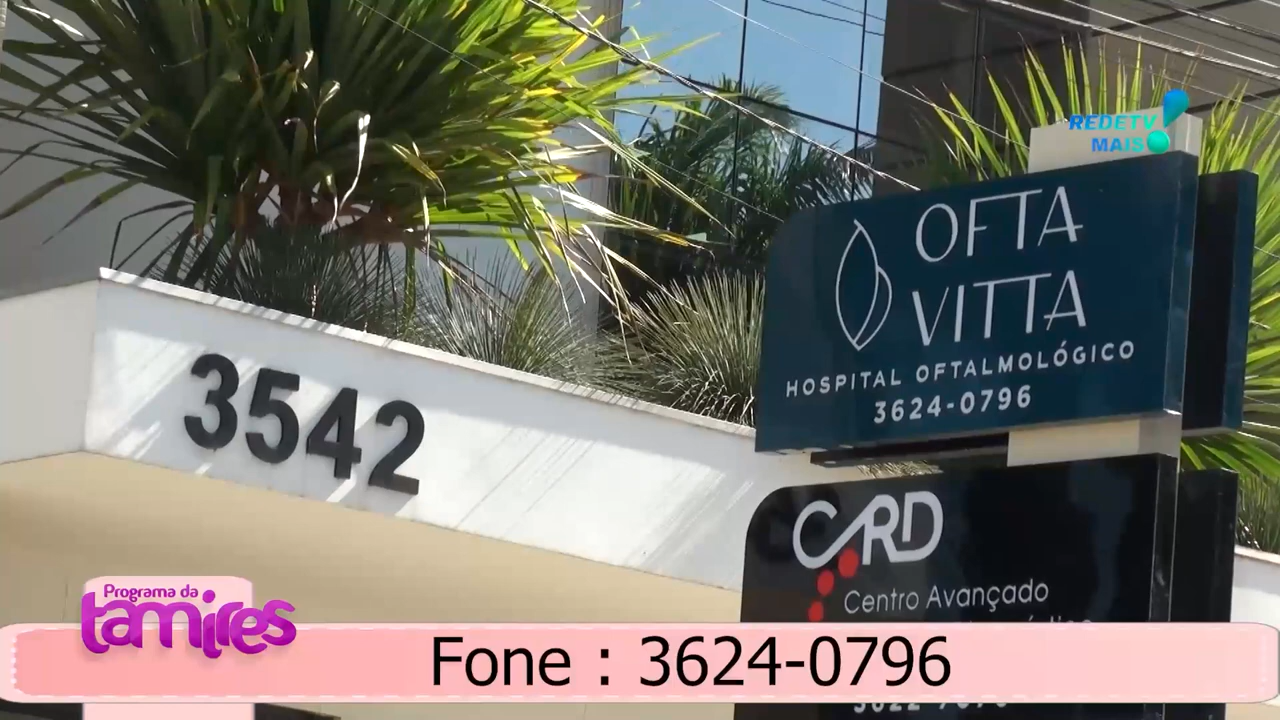 REDETV!
MAIS
OFTA
VITTA
HOSPITAL OFTALMOLÓGICO
3624-0796
3542
CARD
Centro Avançado
Programa da
tamires
Fone : 3624-0796